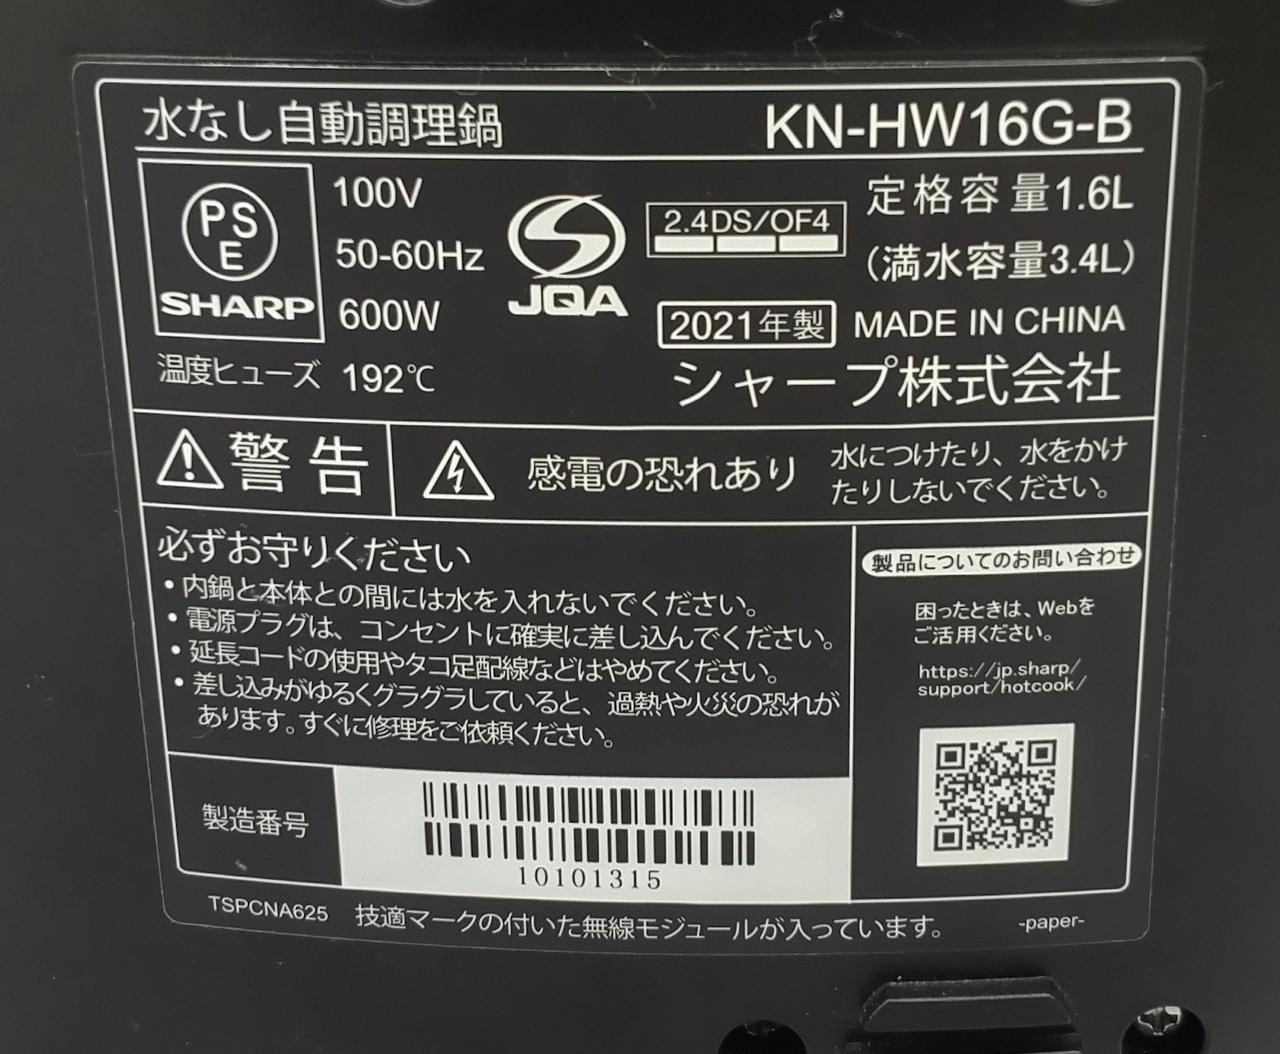 水なし自動調理鍋 KN-HW16G-B
PS
E
SHARP
100V
50-60Hz
600W
温度ヒューズ 192℃
JQA
2.4DS/OF4
2021年製
定格容量1.6L
(満水容量3.4L)
MADE IN CHINA
シャープ株式会社
警告
感電の恐れあり
水につけたり、水をかけ
たりしないでください。
必ずお守りください
・内鍋と本体との間には水を入れないでください。
・電源プラグは、コンセントに確実に差し込んでください。
・延長コードの使用やタコ足配線などはやめてください。
・差し込みがゆるくグラグラしていると、過熱や火災の恐れが
あります。すぐに修理をご依頼ください。
製品についてのお問い合わせ
困ったときは、Webを
ご活用ください。
https://jp.sharp/
support/hotcook/
製造番号
10101315
TSPCNA625 技適マークの付いた無線モジュールが入っています。 -paper-